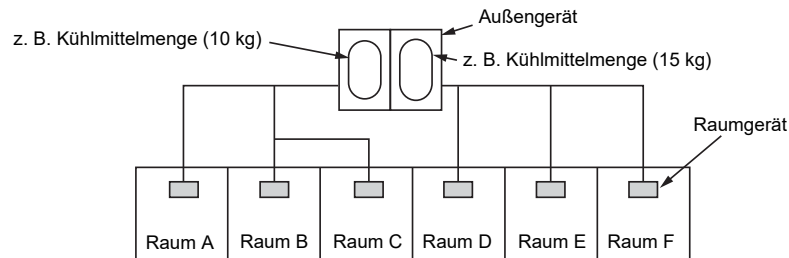 Außengerät
z. B. Kühlmittelmenge (10 kg)
z. B. Kühlmittelmenge (15 kg)
Raumgerät
Raum A
Raum B
Raum C
Raum D
Raum E
Raum F